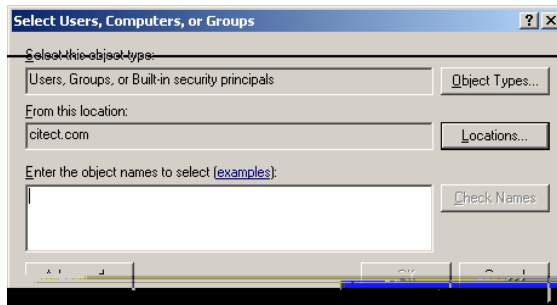 Select Users, Computers, or Groups
Select this object type:
Users, Groups, or Built-in security principals
Object Types...
From this location:
citect.com
Locations...
Enter the object names to select (examples):
Check Names